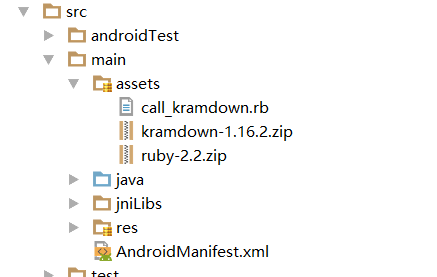 src
androidTest
main
assets
call_kramdown.rb
kramdown-1.16.2.zip
ruby-2.2.zip
java
jniLibs
res
AndroidManifest.xml
test